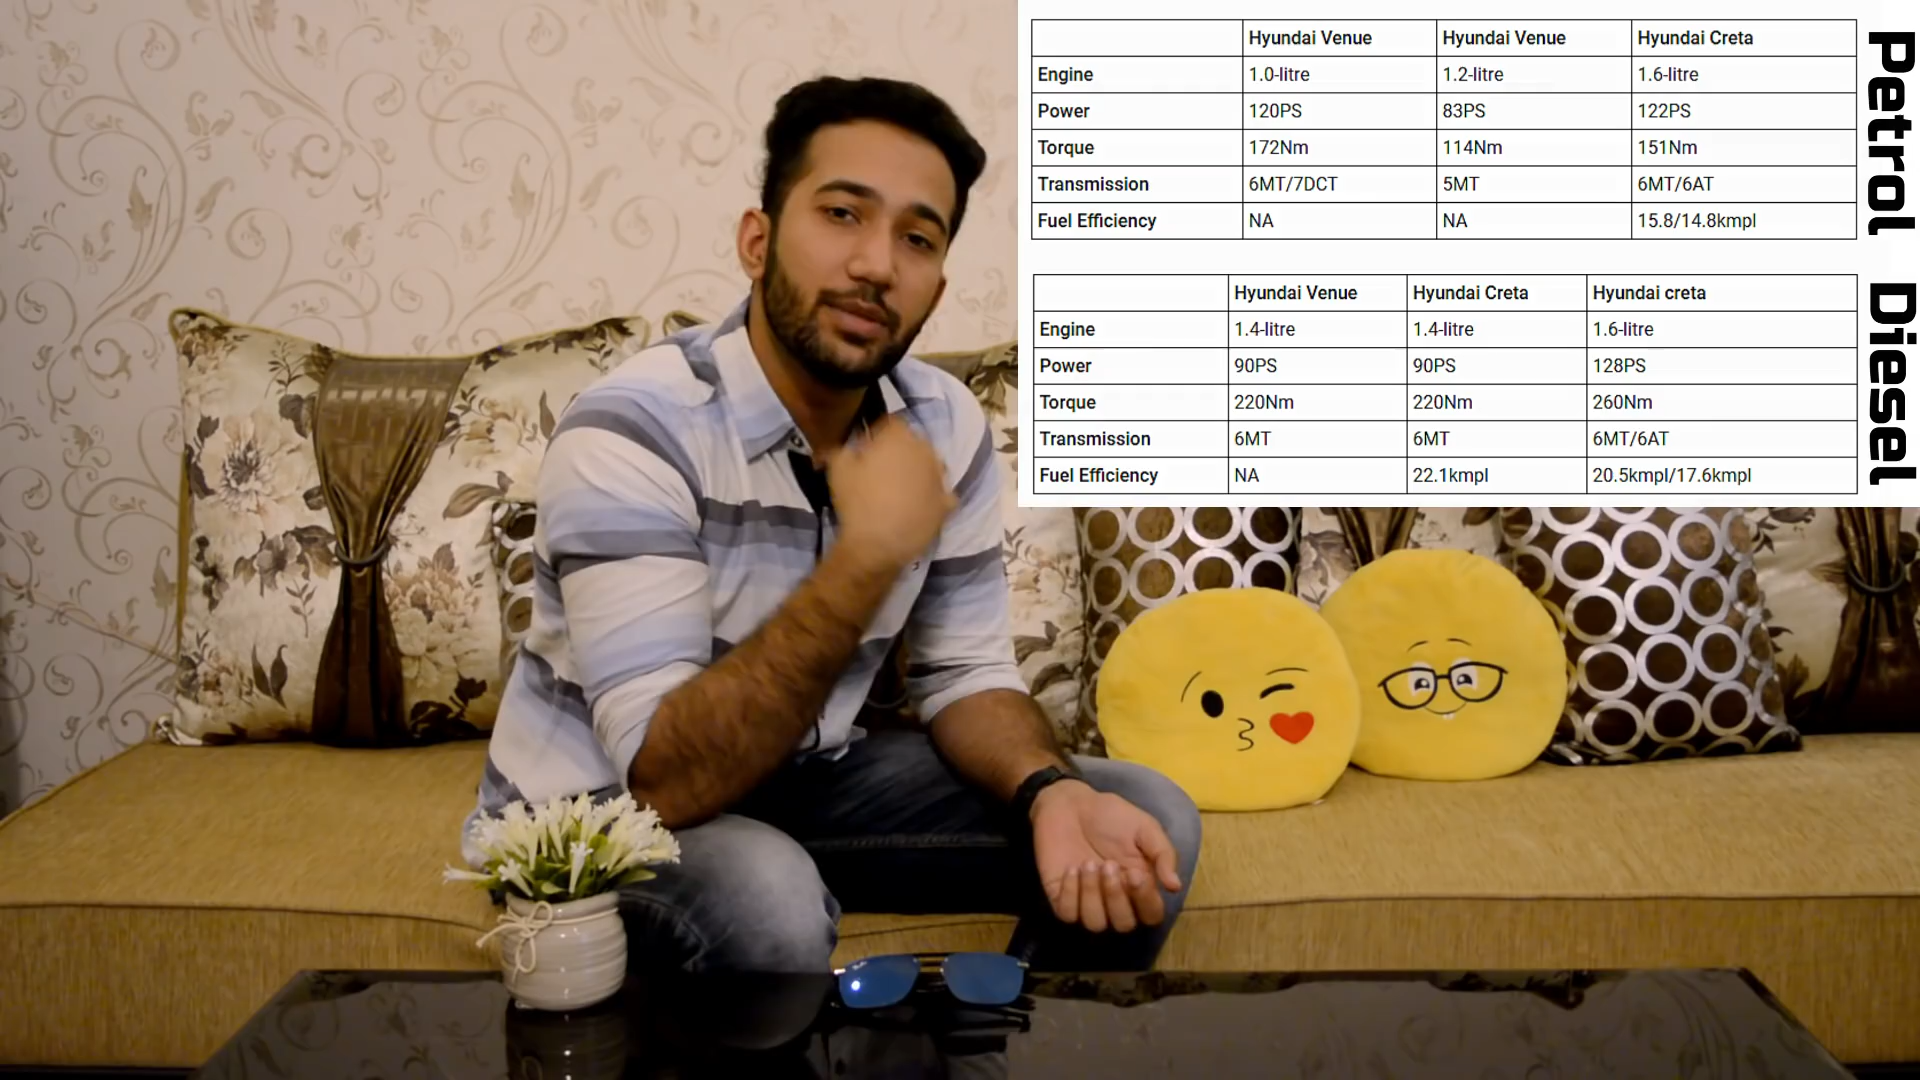 Hyundai Venue Hyundai Venue Hyundai Creta
Engine 1.0-litre 1.2-litre 1.6-litre
Power 120PS 83PS 122PS
Torque 172Nm 114Nm 151Nm
Transmission 6MT/7DCT 5MT 6MT/6AT
Fuel Efficiency NA NA 15.8/14.8kmpl
Petrol
Hyundai Venue Hyundai Creta Hyundai creta
Engine 1.4-litre 1.4-litre 1.6-litre
Power 90PS 90PS 128PS
Torque 220Nm 220Nm 260Nm
Transmission 6MT 6MT 6MT/6AT
Fuel Efficiency NA 22.1kmpl 20.5kmpl/17.6kmpl
Diesel